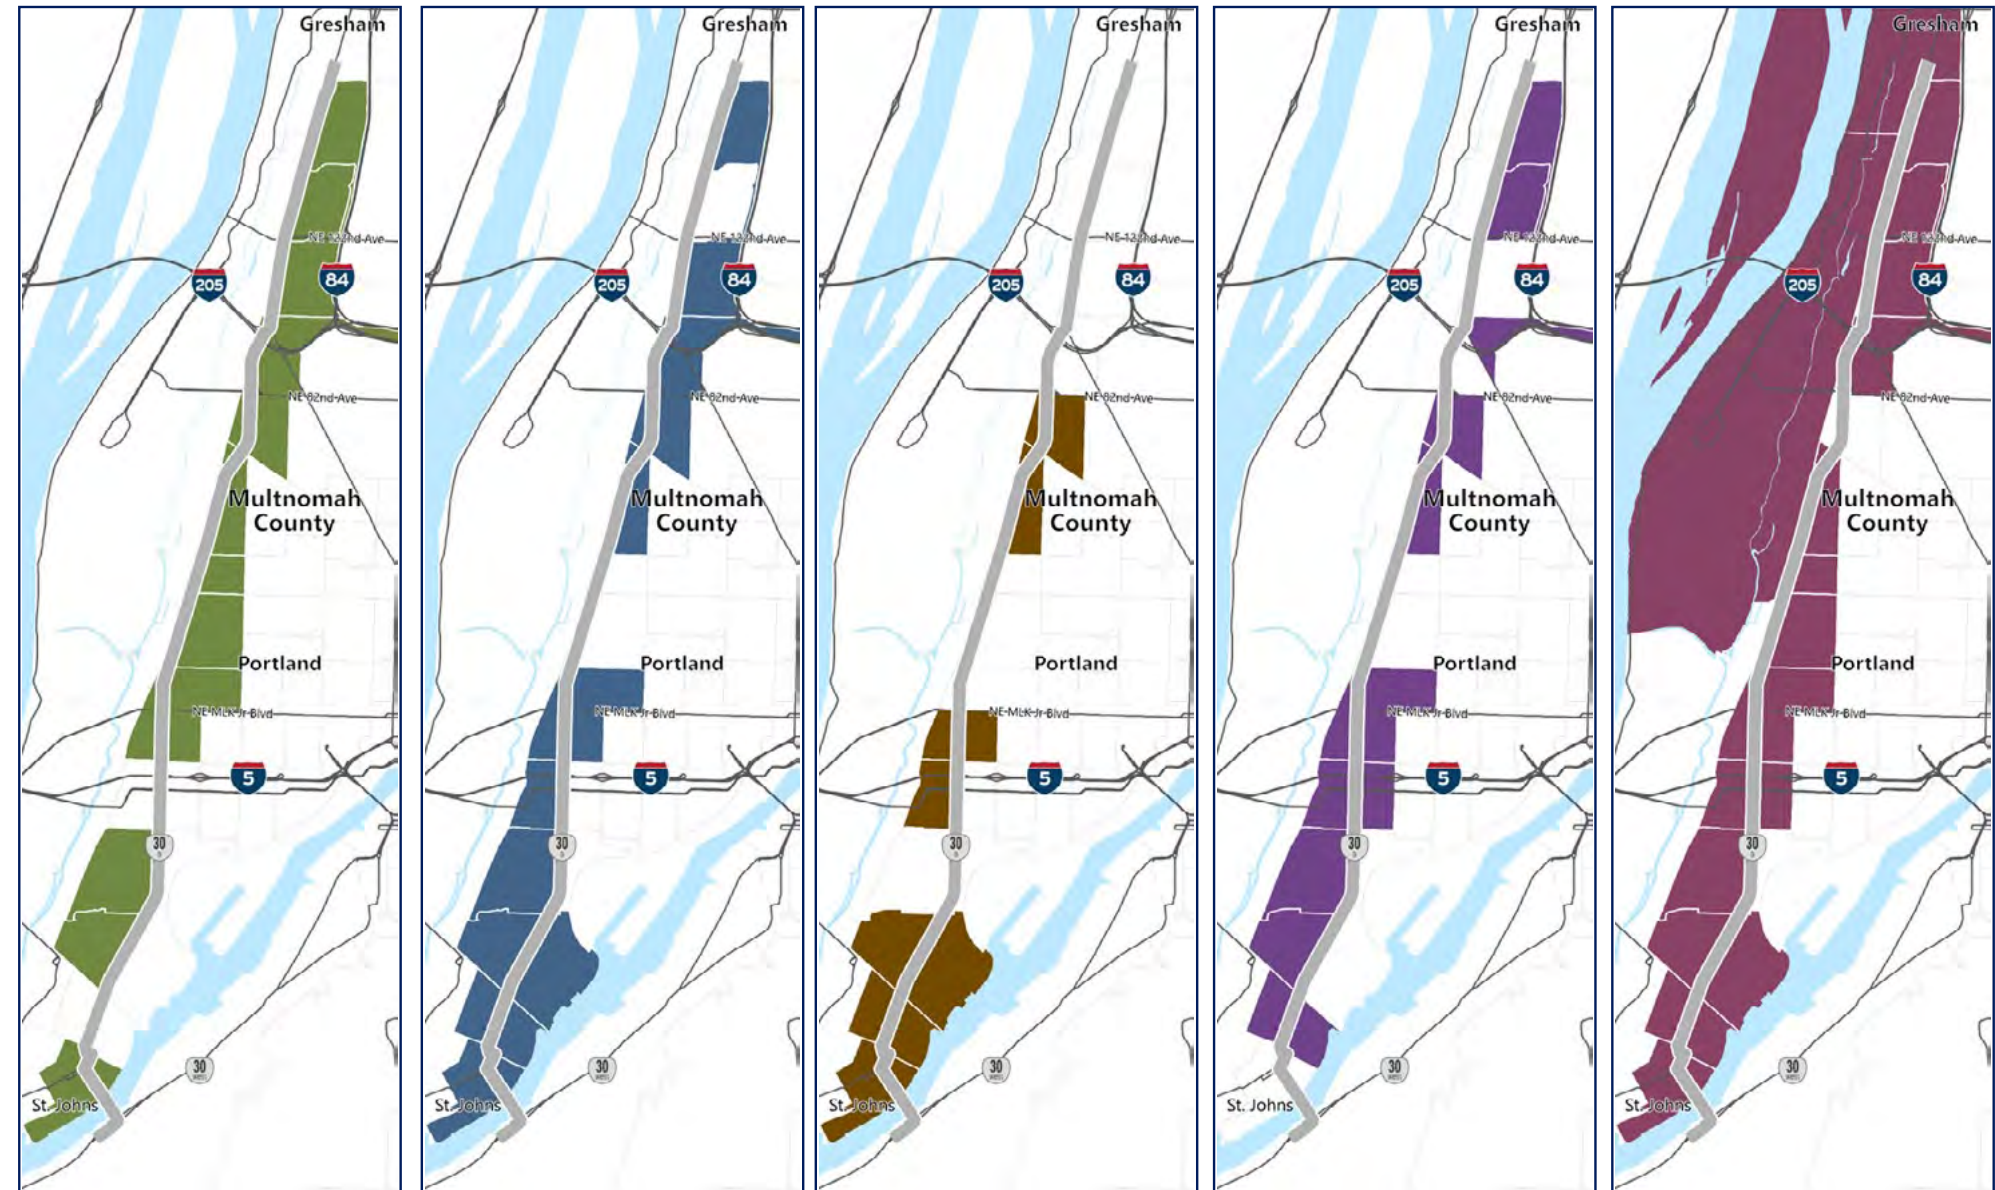 Gresham
NE 122nd Ave
205
84
NE 82nd Ave
Multnomah
County
Portland
NE MLK Jr Blvd
5
30
30
St. Johns
Gresham
NE 122nd Ave
205
84
NE 82nd Ave
Multnomah
County
Portland
NE MLK Jr Blvd
5
30
30
St. Johns
Gresham
NE 122nd Ave
205
84
NE 82nd Ave
Multnomah
County
Portland
NE MLK Jr Blvd
5
30
30
St. Johns
Gresham
NE 122nd Ave
205
84
NE 82nd Ave
Multnomah
County
Portland
NE MLK Jr Blvd
5
30
30
St. Johns
Gresham
NE 122nd Ave
205
84
NE 82nd Ave
Multnomah
County
Portland
NE MLK Jr Blvd
5
30
30
St. Johns